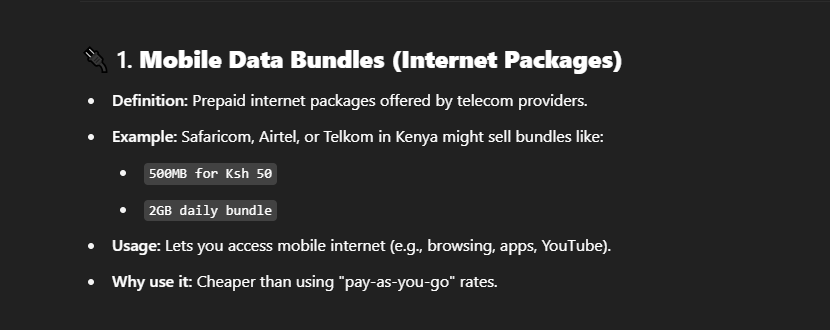 🔌 1. Mobile Data Bundles (Internet Packages)
• Definition: Prepaid internet packages offered by telecom providers.
• Example: Safaricom, Airtel, or Telkom in Kenya might sell bundles like:
• 500MB for Ksh 50
• 2GB daily bundle
• Usage: Lets you access mobile internet (e.g., browsing, apps, YouTube).
• Why use it: Cheaper than using "pay-as-you-go" rates.